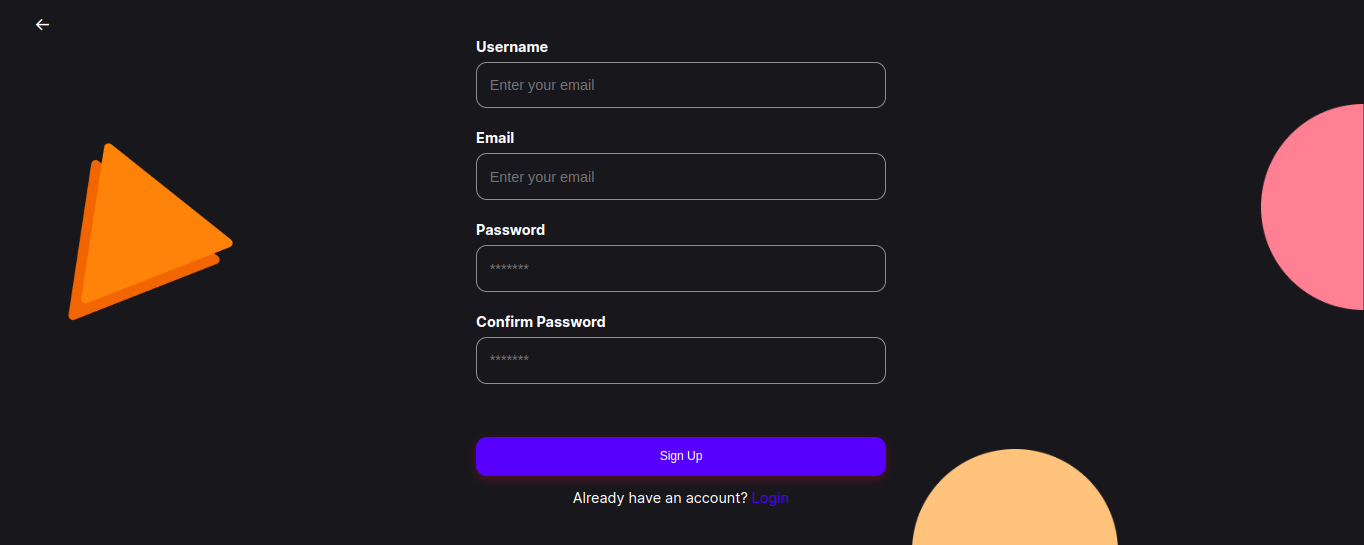 ←
Username
Enter your email
Email
Enter your email
Password
*******
Confirm Password
*******
Sign Up
Already have an account? Login